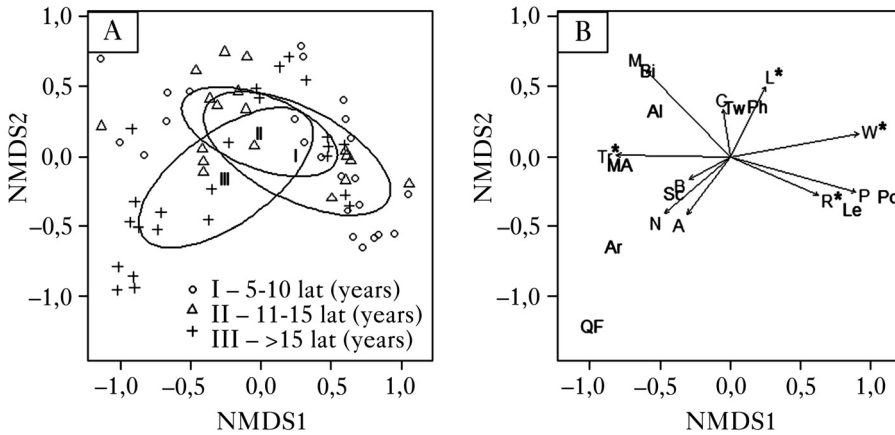 A
NMDS2
1,0
0,5
0,0
-0,5
-1,0
II
I
III
I – 5-10 lat (years)
II – 11-15 lat (years)
III – >15 lat (years)
-1,0 -0,5 0,0 0,5 1,0
NMDS1
B
NMDS2
1,0
0,5
0,0
-0,5
-1,0
M
Bi
L*
C
Tw Ph
Al
W*
Tr*
MA
B
Sc
P
Po
R*
Le
N
A
Ar
QF
-1,0 -0,5 0,0 0,5 1,0
NMDS1